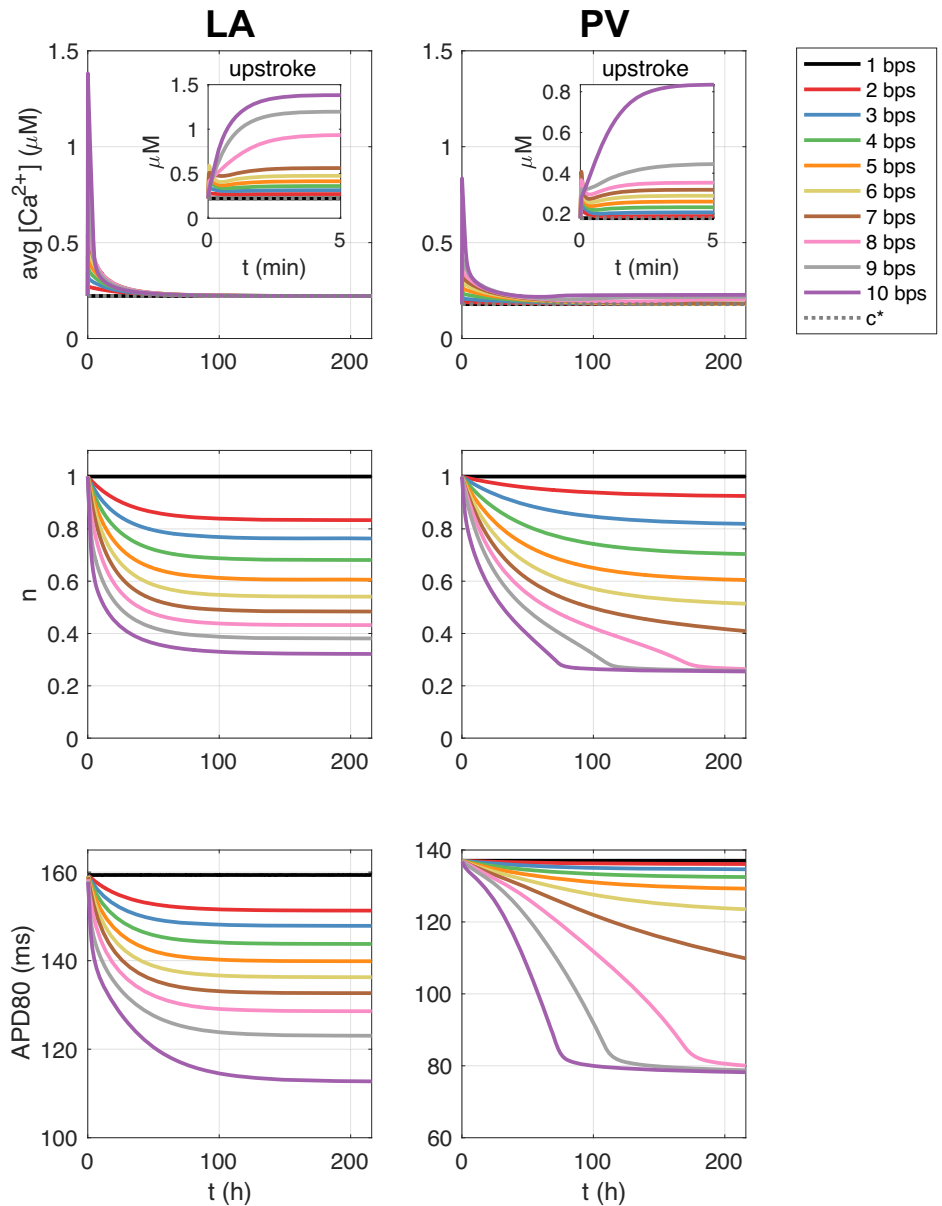 LA
PV
avg [Ca²⁺] (μM)
1.5
1
0.5
0
0
100
200
upstroke
μM
1.5
1
0.5
0
0
5
t (min)
1.5
1
0.5
0
0
100
200
upstroke
μM
0.8
0.6
0.4
0.2
0
5
t (min)
1 bps
2 bps
3 bps
4 bps
5 bps
6 bps
7 bps
8 bps
9 bps
10 bps
c*
n
1
0.8
0.6
0.4
0.2
0
0
100
200
1
0.8
0.6
0.4
0.2
0
0
100
200
APD80 (ms)
160
140
120
100
0
100
200
t (h)
140
120
100
80
60
0
100
200
t (h)